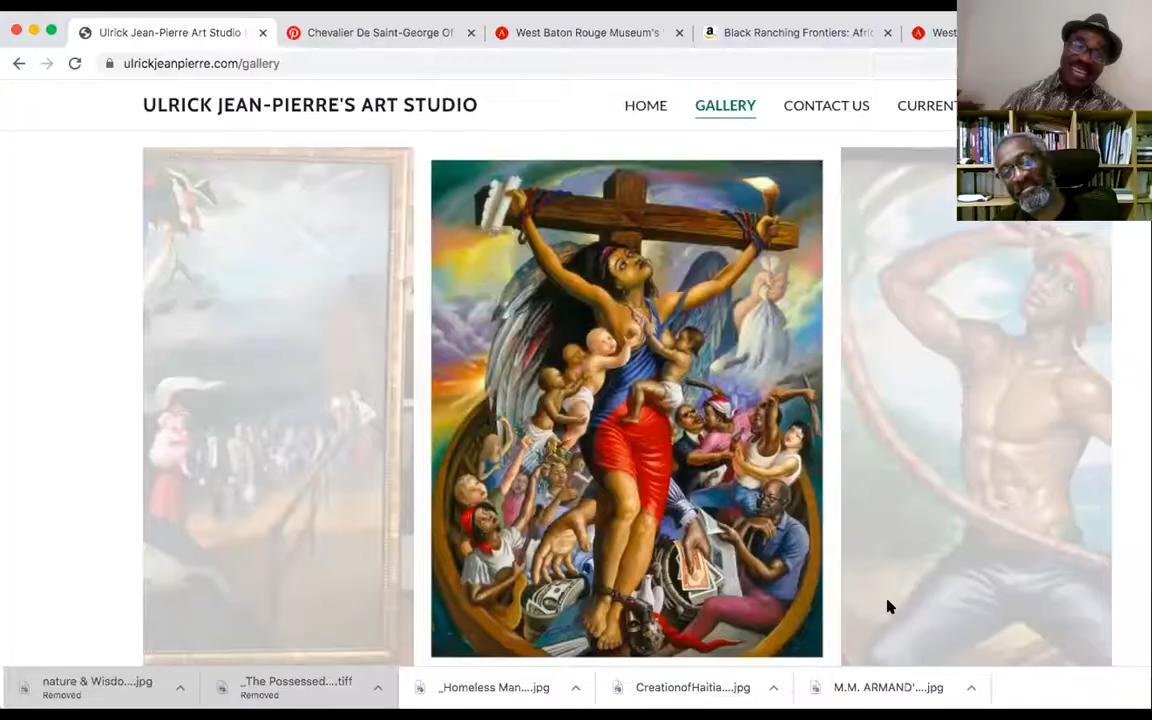 Ulrick Jean-Pierre Art Studio
Chevalier De Saint-George Of
West Baton Rouge Museum's
Black Ranching Frontiers: Afri
West
ulrickjeanpierre.com/gallery
ULRICK JEAN-PIERRE'S ART STUDIO
HOME
GALLERY
CONTACT US
CURREN
nature & Wisdo....jpg
Removed
_The Possessed....tiff
Removed
_Homeless Man....jpg
CreationofHaitia....jpg
M.M. ARMAND'....jpg